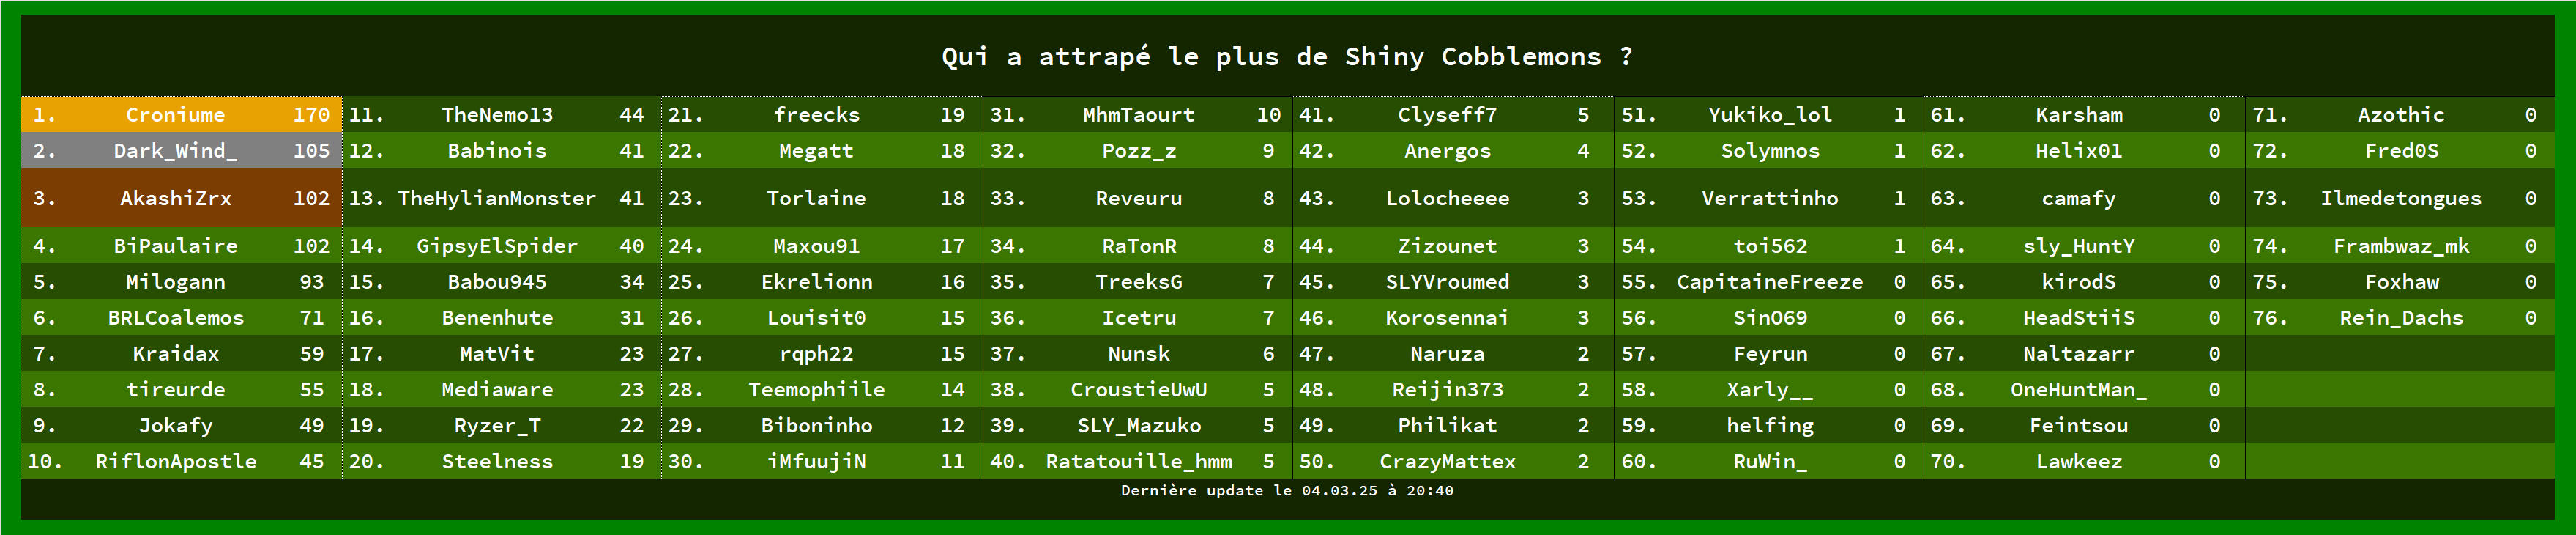 Qui a attrapé le plus de Shiny Cobblemons ?
1. Croniume 170 11. TheNemo13 44 21. freecks 19 31. MhmTaourt 10 41. Clyseff7 5 51. Yukiko_lol 1 61. Karsham 0 71. Azothic 0
2. Dark_Wind_ 105 12. Babinois 41 22. Megatt 18 32. Pozz_z 9 42. Anergos 4 52. Solymnos 1 62. Helix01 0 72. Fred0S 0
3. AkashiZrx 102 13. TheHylianMonster 41 23. Torlaine 18 33. Reveuru 8 43. Lolocheeee 3 53. Verrattinho 1 63. camafy 0 73. Ilmedetongues 0
4. BiPaulaire 102 14. GipsyElSpider 40 24. Maxou91 17 34. RaTonR 8 44. Zizounet 3 54. toi562 1 64. sly_HuntY 0 74. Frambwaz_mk 0
5. Milogann 93 15. Babou945 34 25. Ekrelionn 16 35. TreeksG 7 45. SLYVroumed 3 55. CapitaineFreeze 0 65. kirodS 0 75. Foxhaw 0
6. BRLCoalemos 71 16. Benenhute 31 26. Louisit0 15 36. Icetru 7 46. Korosennai 3 56. SinO69 0 66. HeadStiiS 0 76. Rein_Dachs 0
7. Kraidax 59 17. MatVit 23 27. rqph22 15 37. Nunsk 6 47. Naruza 2 57. Feyrun 0 67. Naltazarr 0
8. tireurde 55 18. Mediaware 23 28. Teemophiile 14 38. CroustieUwU 5 48. Reijin373 2 58. Xarly__ 0 68. OneHuntMan_ 0
9. Jokafy 49 19. Ryzer_T 22 29. Biboninho 12 39. SLY_Mazuko 5 49. Philikat 2 59. helfing 0 69. Feintsou 0
10. RiflonApostle 45 20. Steelness 19 30. iMfuujiN 11 40. Ratatouille_hmm 5 50. CrazyMattex 2 60. RuWin_ 0 70. Lawkeez 0
Dernière update le 04.03.25 à 20:40